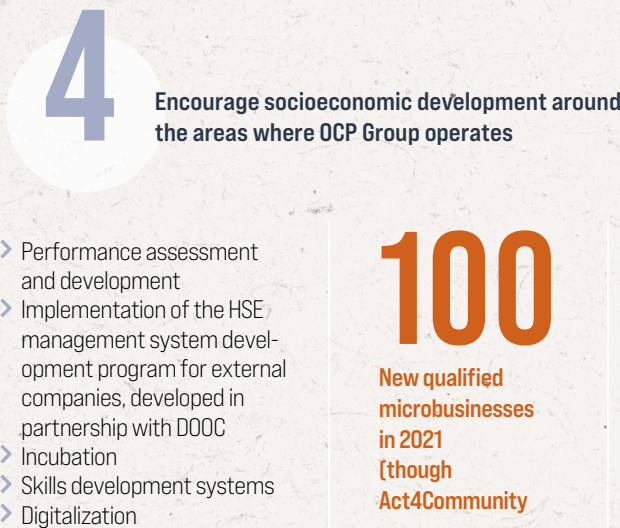 4
Encourage socioeconomic development around
the areas where OCP Group operates
Performance assessment
and development
Implementation of the HSE
management system devel-
opment program for external
companies, developed in
partnership with DOOC
Incubation
Skills development systems
Digitalization
100
New qualified
microbusinesses
in 2021
(though
Act4Community